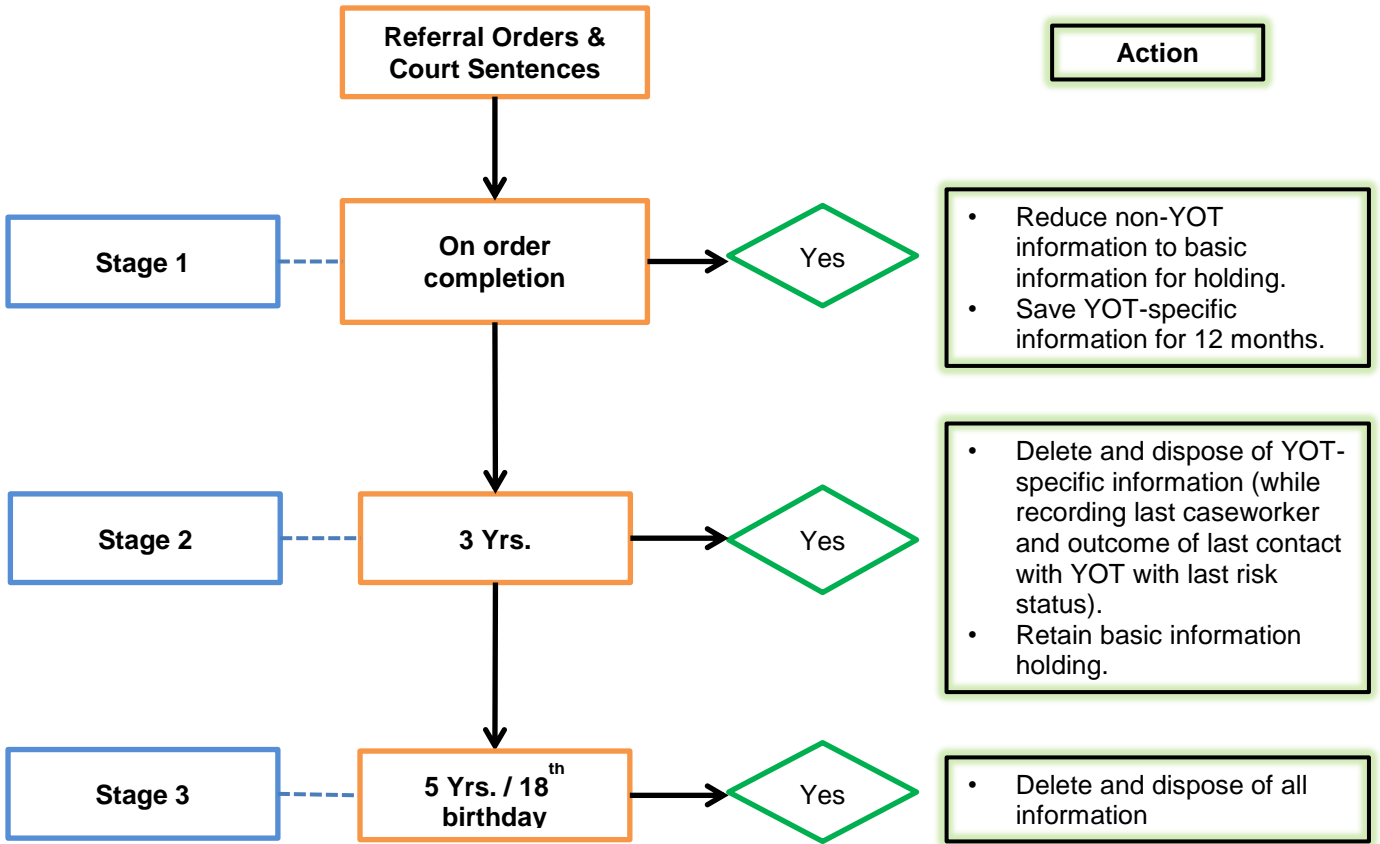 Referral Orders &
Court Sentences
Action
Stage 1
On order
completion
Yes
• Reduce non-YOT
information to basic
information for holding.
• Save YOT-specific
information for 12 months.
Stage 2
3 Yrs.
Yes
• Delete and dispose of YOT-
specific information (while
recording last caseworker
and outcome of last contact
with YOT with last risk
status).
• Retain basic information
holding.
Stage 3
5 Yrs. / 18th
birthday
Yes
• Delete and dispose of all
information